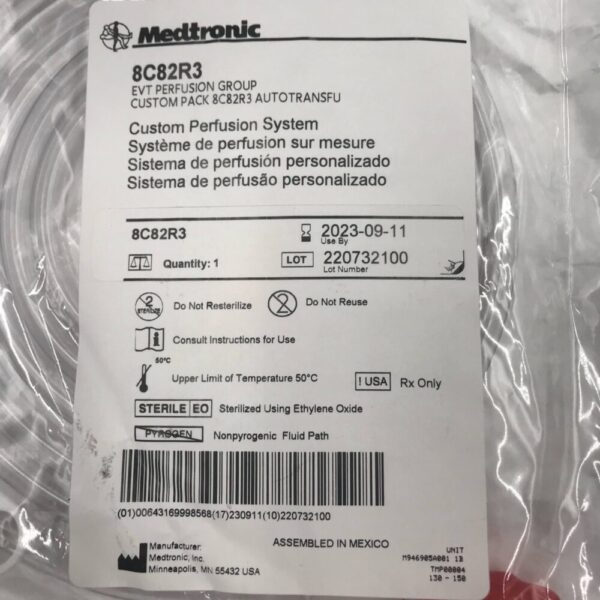 Medtronic
8C82R3
EVT PERFUSION GROUP
CUSTOM PACK 8C82R3 AUTOTRANSFU
Custom Perfusion System
Système de perfusion sur mesure
Sistema de perfusión personalizado
Sistema de perfusão personalizado
8C82R3
2023-09-11
Use By
Quantity: 1
LOT 220732100
Lot Number
2 STERILIZE Do Not Resterilize
2 Do Not Reuse
i Consult Instructions for Use
50°C
Upper Limit of Temperature 50°C
! USA Rx Only
STERILE EO Sterilized Using Ethylene Oxide
PYROGEN Nonpyrogenic Fluid Path
(01)00643169998568(17)230911(10)220732100
Manufacturer:
Medtronic, Inc.
Minneapolis, MN 55432 USA
ASSEMBLED IN MEXICO
UNIT
M946905A001 1B
TMP00004
130 - 150